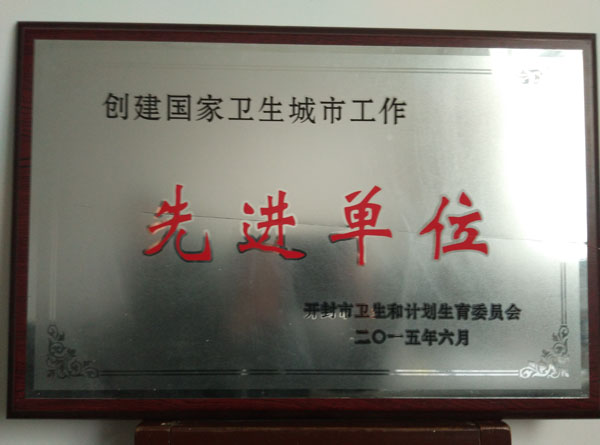 创建国家卫生城市工作
先进单位
开封市卫生和计划生育委员会
二〇一五年六月